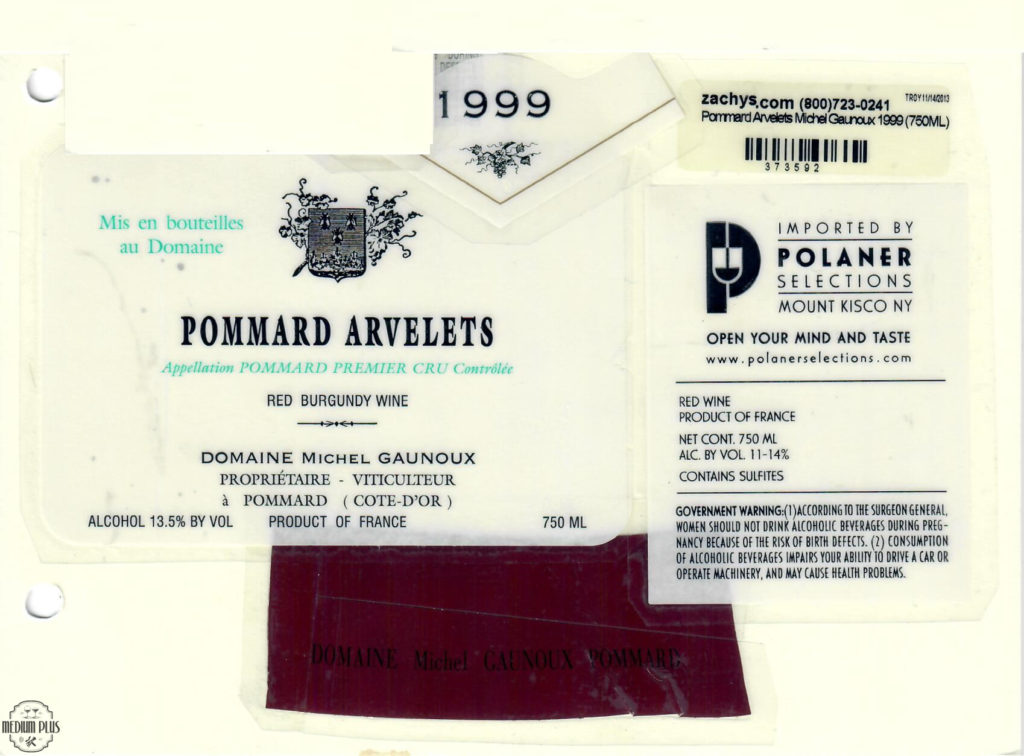 DURING
1999
zachys.com (800)723-0241
TROY11/14/2013
Pommard Arvelets Michel Gaunoux 1999 (750ML)
373592
Mis en bouteilles
au Domaine
POMMARD ARVELETS
Appellation POMMARD PREMIER CRU Contrôlée
RED BURGUNDY WINE
DOMAINE MICHEL GAUNOUX
PROPRIÉTAIRE - VITICULTEUR
à POMMARD (COTE-D'OR)
ALCOHOL 13.5% BY VOL PRODUCT OF FRANCE 750 ML
IMPORTED BY
POLANER
SELECTIONS
MOUNT KISCO NY
OPEN YOUR MIND AND TASTE
www.polanerselections.com
RED WINE
PRODUCT OF FRANCE
NET CONT. 750 ML
ALC. BY VOL. 11-14%
CONTAINS SULFITES
GOVERNMENT WARNING:(1)ACCORDING TO THE SURGEON GENERAL,
WOMEN SHOULD NOT DRINK ALCOHOLIC BEVERAGES DURING PREG-
NANCY BECAUSE OF THE RISK OF BIRTH DEFECTS. (2) CONSUMPTION
OF ALCOHOLIC BEVERAGES IMPAIRS YOUR ABILITY TO DRIVE A CAR OR
OPERATE MACHINERY, AND MAY CAUSE HEALTH PROBLEMS.
DOMAINE Michel GAUNOUX POMMARD
MEDIUM PLUS